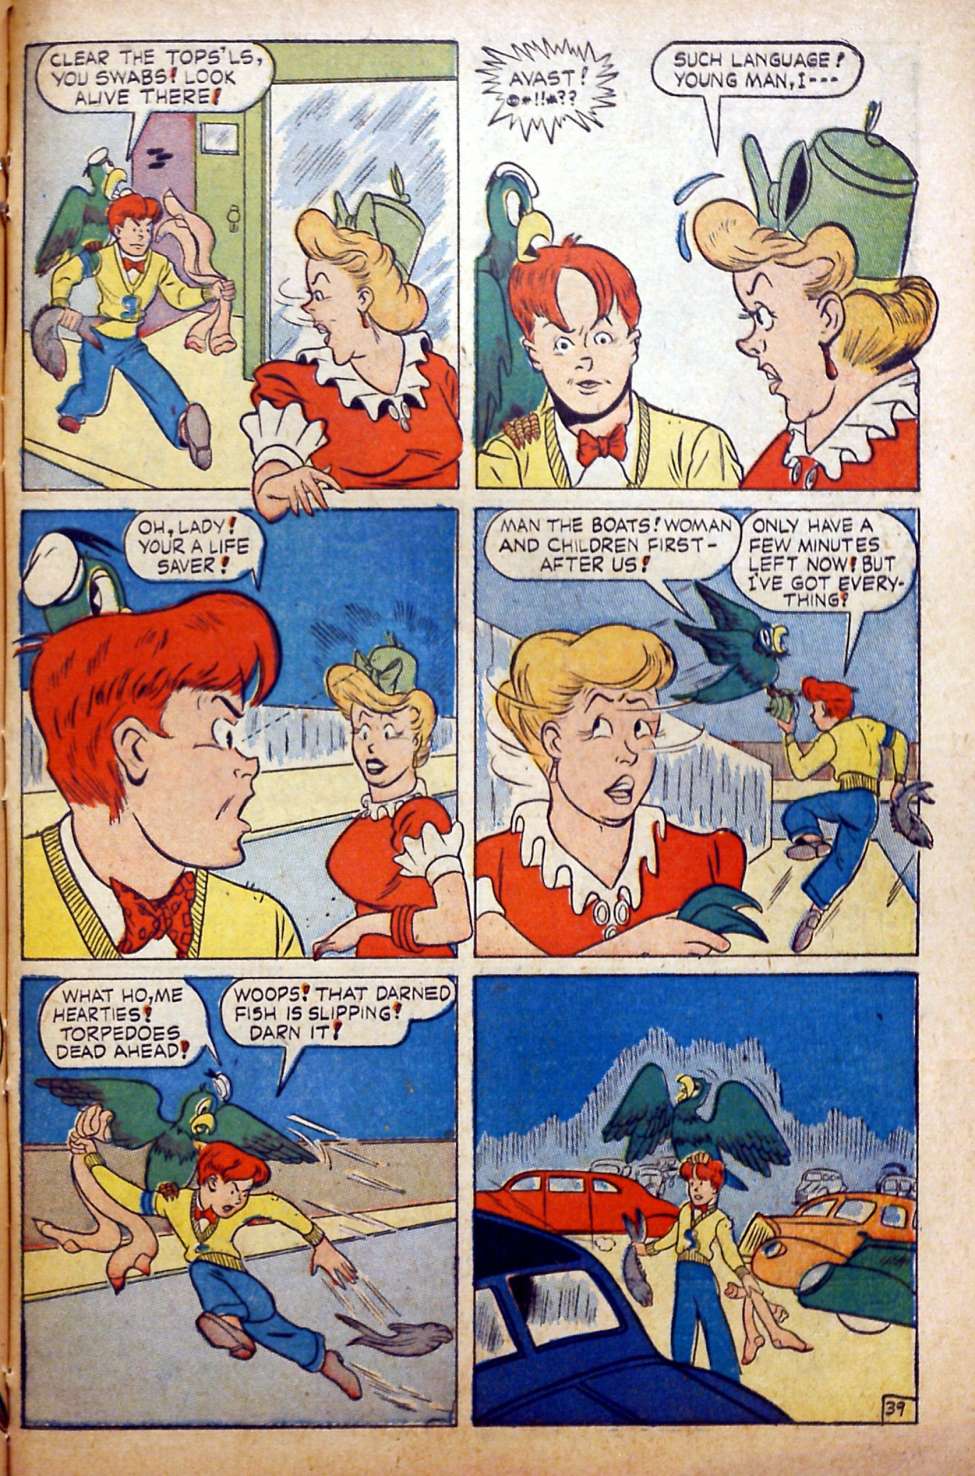 CLEAR THE TOPS'LS,
YOU SWABS! LOOK
ALIVE THERE!
AVAST!
@*!!*??
SUCH LANGUAGE!
YOUNG MAN, I---
OH, LADY!
YOUR A LIFE
SAVER!
MAN THE BOATS! WOMAN
AND CHILDREN FIRST-
AFTER US!
ONLY HAVE A
FEW MINUTES
LEFT NOW! BUT
I'VE GOT EVERY-
THING!
WHAT HO, ME
HEARTIES!
TORPEDOES
DEAD AHEAD!
WOOPS! THAT DARNED
FISH IS SLIPPING!
DARN IT!
39